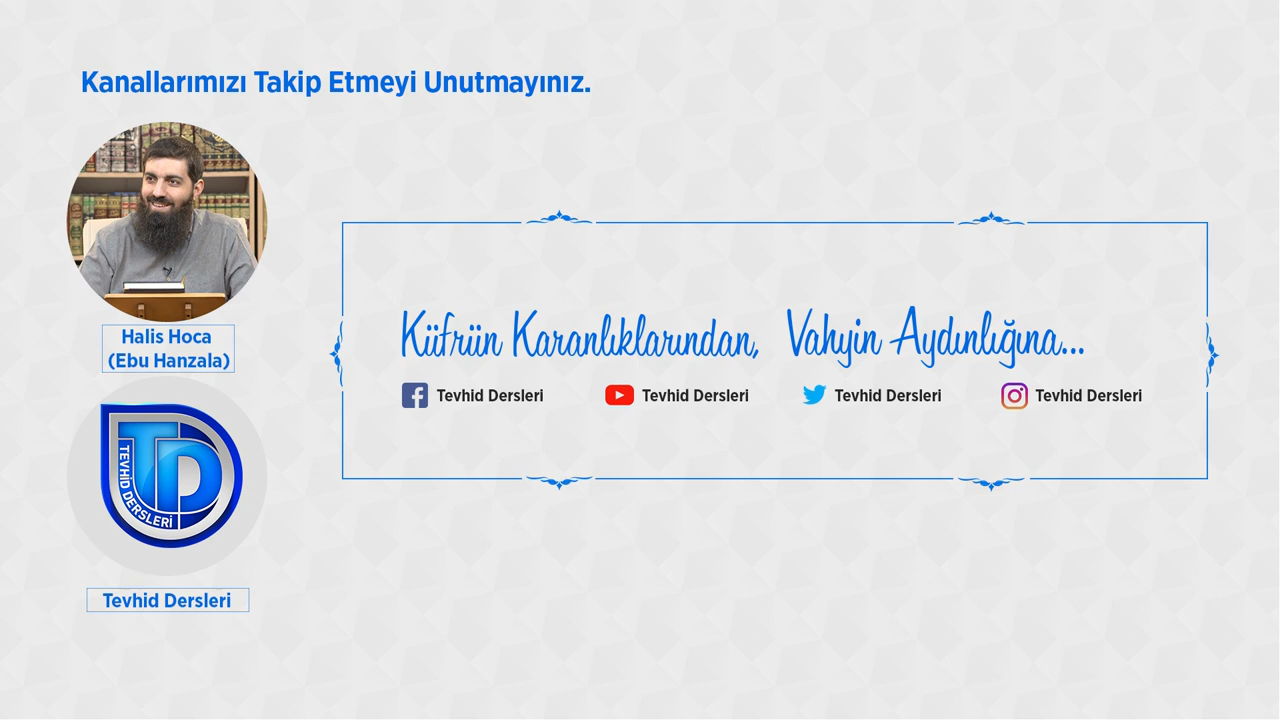 Kanallarımızı Takip Etmeyi Unutmayınız.
Halis Hoca
(Ebu Hanzala)
TD
TEVHİD DERSLERİ
Tevhid Dersleri
Küfrün Karanlıklarından, Vahyin Aydınlığına...
Tevhid Dersleri Tevhid Dersleri Tevhid Dersleri Tevhid Dersleri